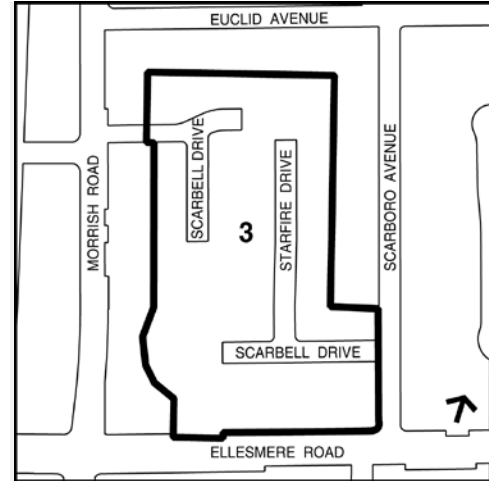 EUCLID AVENUE
SCARBELL DRIVE
STARFIRE DRIVE
MORRISH ROAD
SCARBORO AVENUE
3
SCARBELL DRIVE
ELLESMERE ROAD